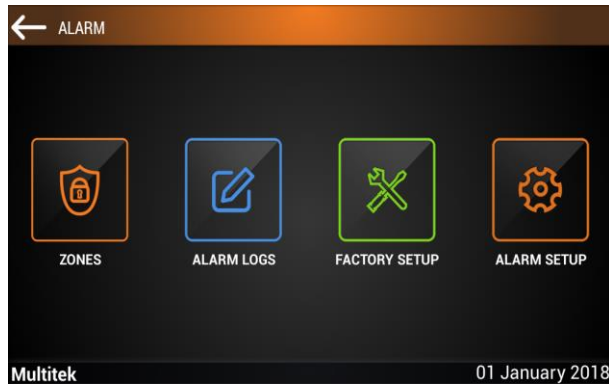 ALARM
ZONES
ALARM LOGS
FACTORY SETUP
ALARM SETUP
Multitek
01 January 2018